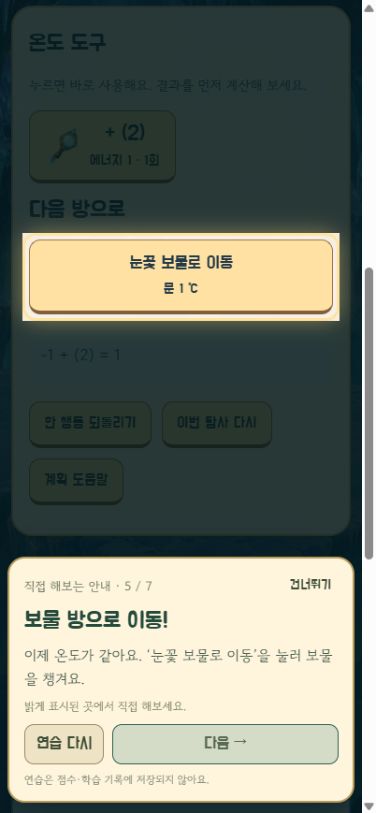 온도 도구
누르면 바로 사용해요. 결과를 먼저 계산해 보세요.
+ (2)
에너지 1 · 1회
다음 방으로
눈꽃 보물로 이동
문 1 ℃
-1 + (2) = 1
한 행동 되돌리기
이번 탐사 다시
계획 도움말
직접 해보는 안내 · 5 / 7
건너뛰기
보물 방으로 이동!
이제 온도가 같아요. ‘눈꽃 보물로 이동’을 눌러 보물
을 챙겨요.
밝게 표시된 곳에서 직접 해보세요.
연습 다시
다음 →
연습은 점수·학습 기록에 저장되지 않아요.